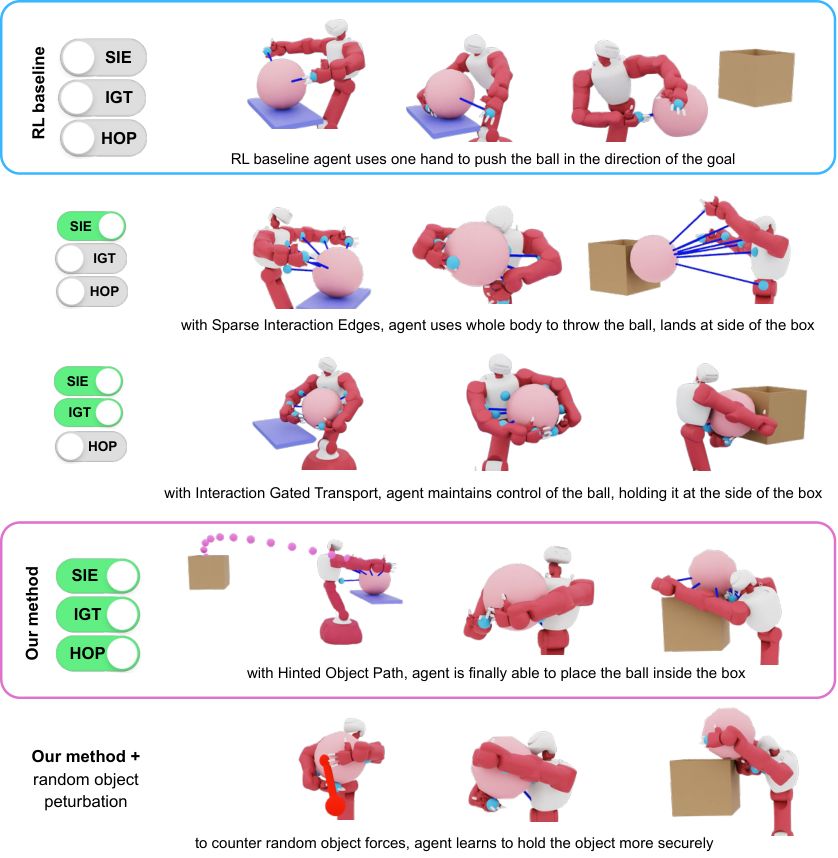 RL baseline
SIE
IGT
HOP
RL baseline agent uses one hand to push the ball in the direction of the goal
SIE
IGT
HOP
with Sparse Interaction Edges, agent uses whole body to throw the ball, lands at side of the box
SIE
IGT
HOP
with Interaction Gated Transport, agent maintains control of the ball, holding it at the side of the box
Our method
SIE
IGT
HOP
with Hinted Object Path, agent is finally able to place the ball inside the box
Our method +
random object
peturbation
to counter random object forces, agent learns to hold the object more securely